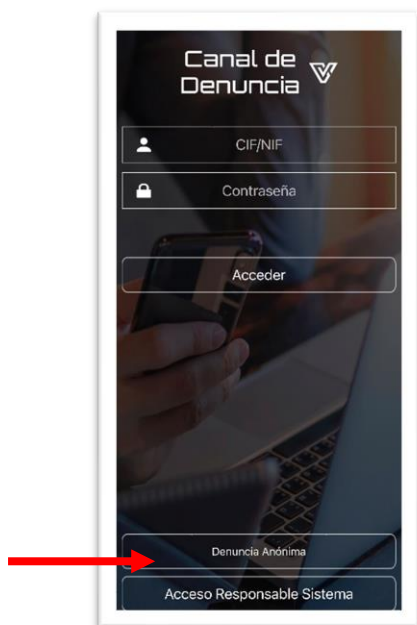 Canal de
Denuncia
CIF/NIF
Contraseña
Acceder
Denuncia Anónima
Acceso Responsable Sistema